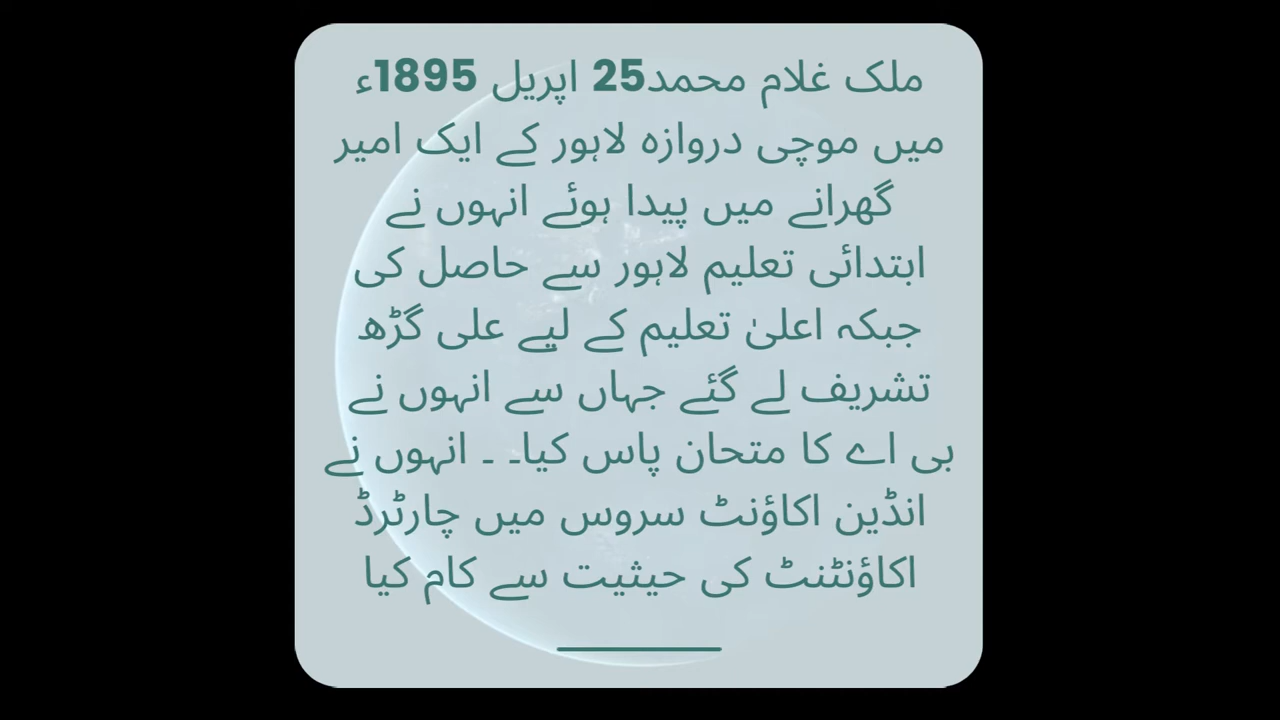 ملک غلام محمد25 اپریل 1895ء
میں موچی دروازہ لاہور کے ایک امیر
گھرانے میں پیدا ہوئے انہوں نے
ابتدائی تعلیم لاہور سے حاصل کی
جبکہ اعلیٰ تعلیم کے لیے علی گڑھ
تشریف لے گئے جہاں سے انہوں نے
بی اے کا متحان پاس کیا۔ ۔ انہوں نے
انڈین اکاؤنٹ سروس میں چارٹرڈ
اکاؤنٹنٹ کی حیثیت سے کام کیا